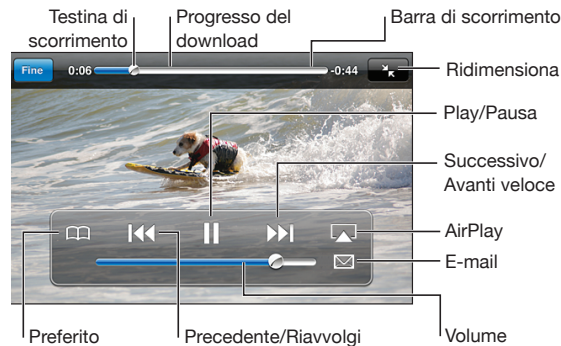 Testina di
scorrimento
Progresso del
download
Barra di scorrimento
Fine
0:06
-0:44
Ridimensiona
Play/Pausa
Successivo/
Avanti veloce
AirPlay
E-mail
Preferito
Precedente/Riavvolgi
Volume